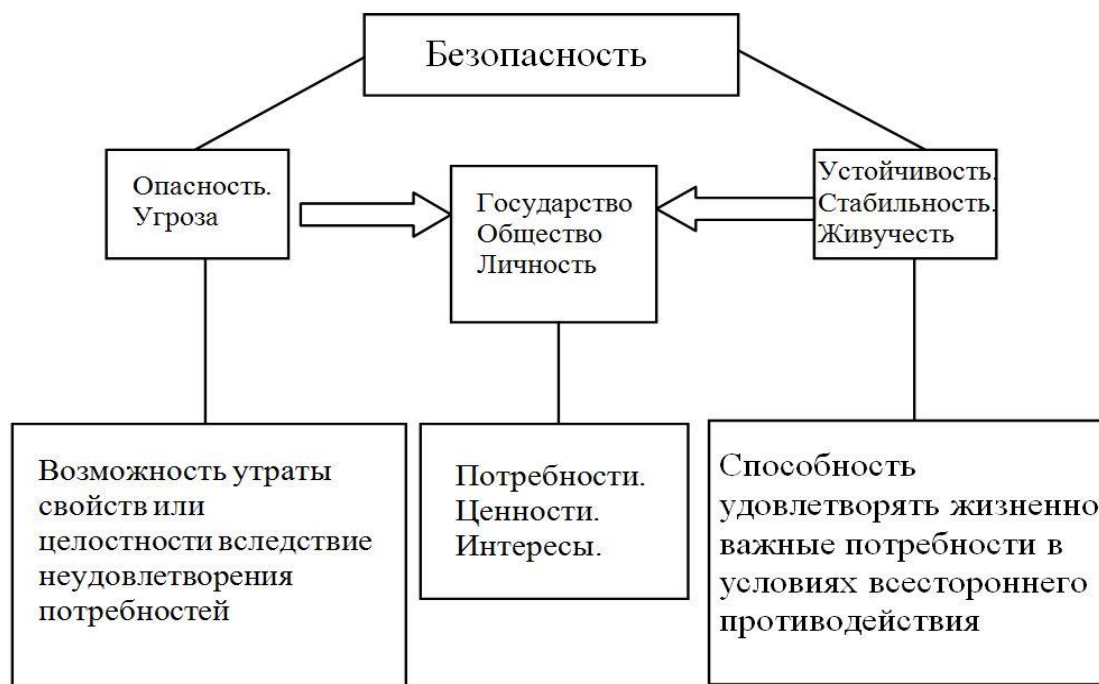 Безопасность
Опасность.
Угроза
Государство
Общество
Личность
Устойчивость.
Стабильность.
Живучесть
Возможность утраты
свойств или
целостности вследствие
неудовлетворения
потребностей
Потребности.
Ценности.
Интересы.
Способность
удовлетворять жизненно
важные потребности в
условиях всестороннего
противодействия